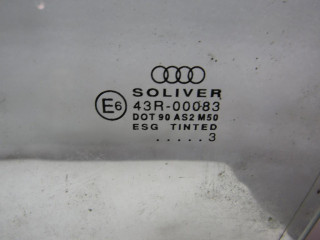 SOLIVER
E6 43R-00083
DOT 90 AS2 M50
ESG TINTED
. . . . . 3